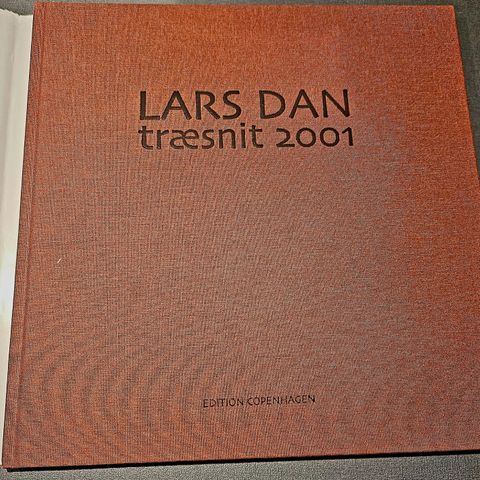 LARS DAN
træsnit 2001
EDITION COPENHAGEN